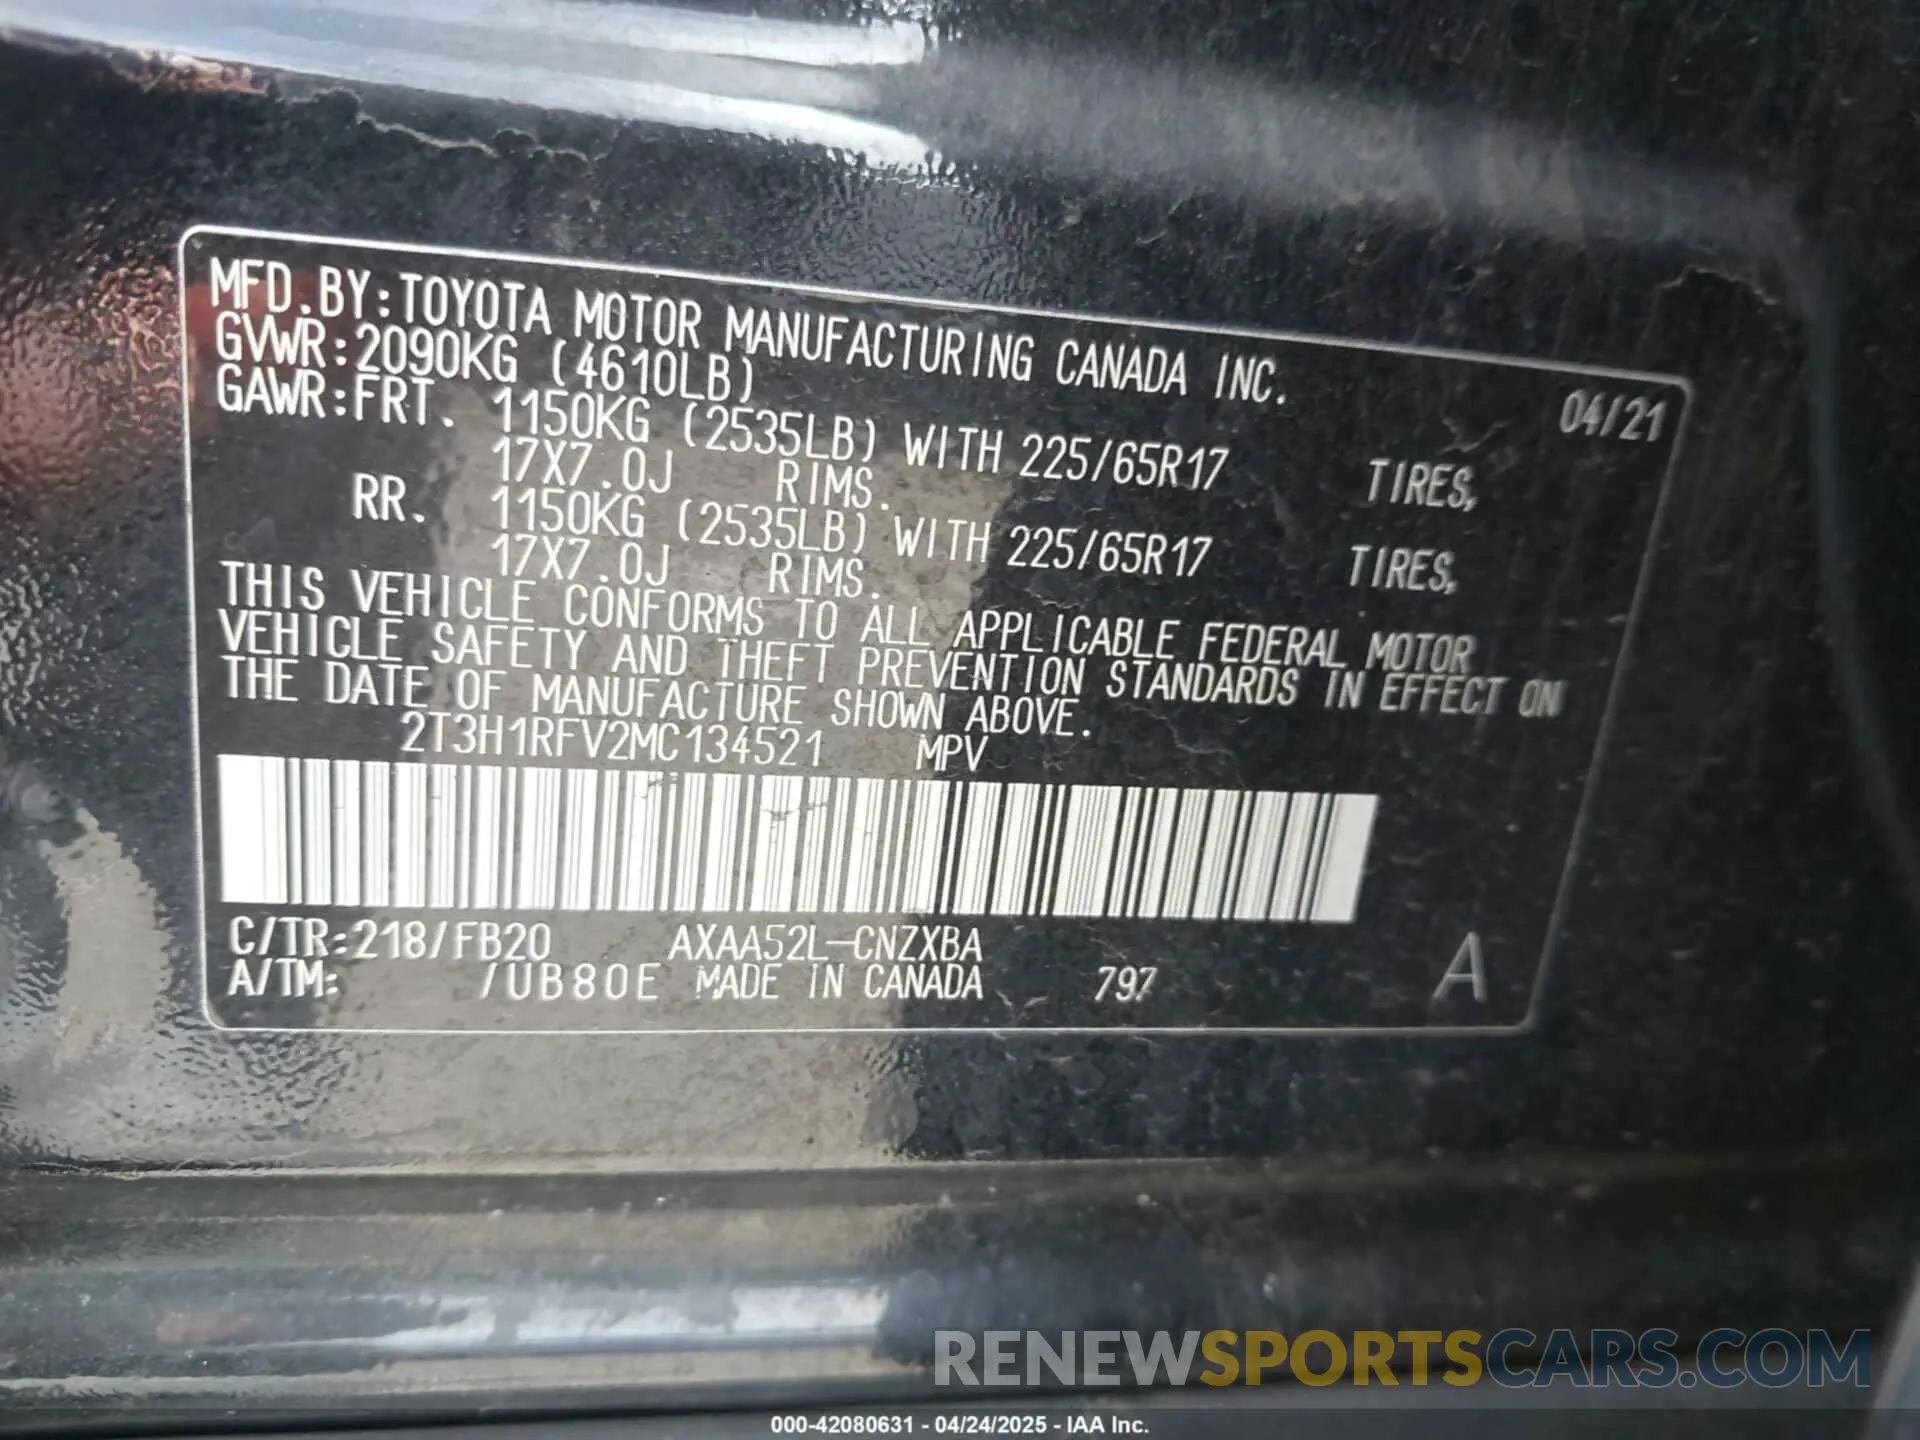 MFD.BY:TOYOTA MOTOR MANUFACTURING CANADA INC.
GVWR:2090KG (4610LB) 04/21
GAWR:FRT. 1150KG (2535LB) WITH 225/65R17 TIRES,
17X7.0J RIMS.
RR. 1150KG (2535LB) WITH 225/65R17 TIRES,
17X7.0J RIMS.
THIS VEHICLE CONFORMS TO ALL APPLICABLE FEDERAL MOTOR
VEHICLE SAFETY AND THEFT PREVENTION STANDARDS IN EFFECT ON
THE DATE OF MANUFACTURE SHOWN ABOVE.
2T3H1RFV2MC134521 MPV
C/TR:218/FB20 AXAA52L-CNZXBA
A/TM: /UB80E MADE IN CANADA 797 A
RENEWSPORTSCARS.COM
000-42080631 - 04/24/2025 - IAA Inc.